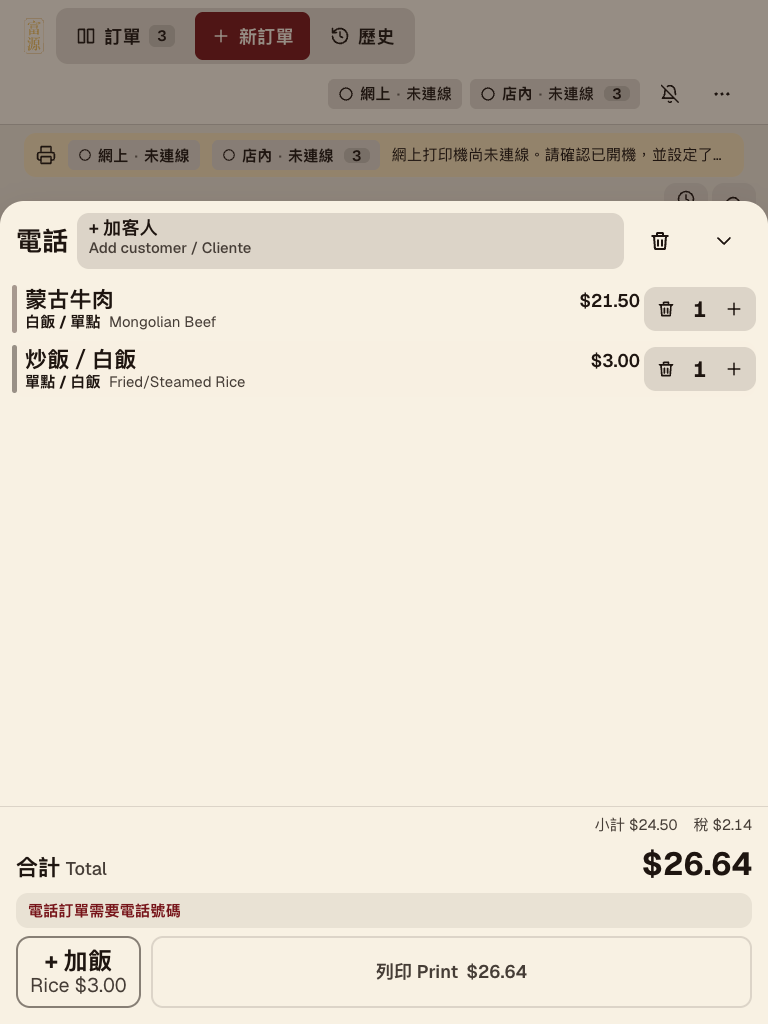 富源
訂單 3
新訂單
歷史
網上 · 未連線
店內 · 未連線 3
網上 · 未連線
店內 · 未連線 3
網上打印機尚未連線。請確認已開機，並設定了…
電話
+ 加客人
Add customer / Cliente
蒙古牛肉
$21.50
1
白飯 / 單點 Mongolian Beef
炒飯 / 白飯
$3.00
1
單點 / 白飯 Fried/Steamed Rice
小計 $24.50 稅 $2.14
合計 Total
$26.64
電話訂單需要電話號碼
+ 加飯
Rice $3.00
列印 Print $26.64